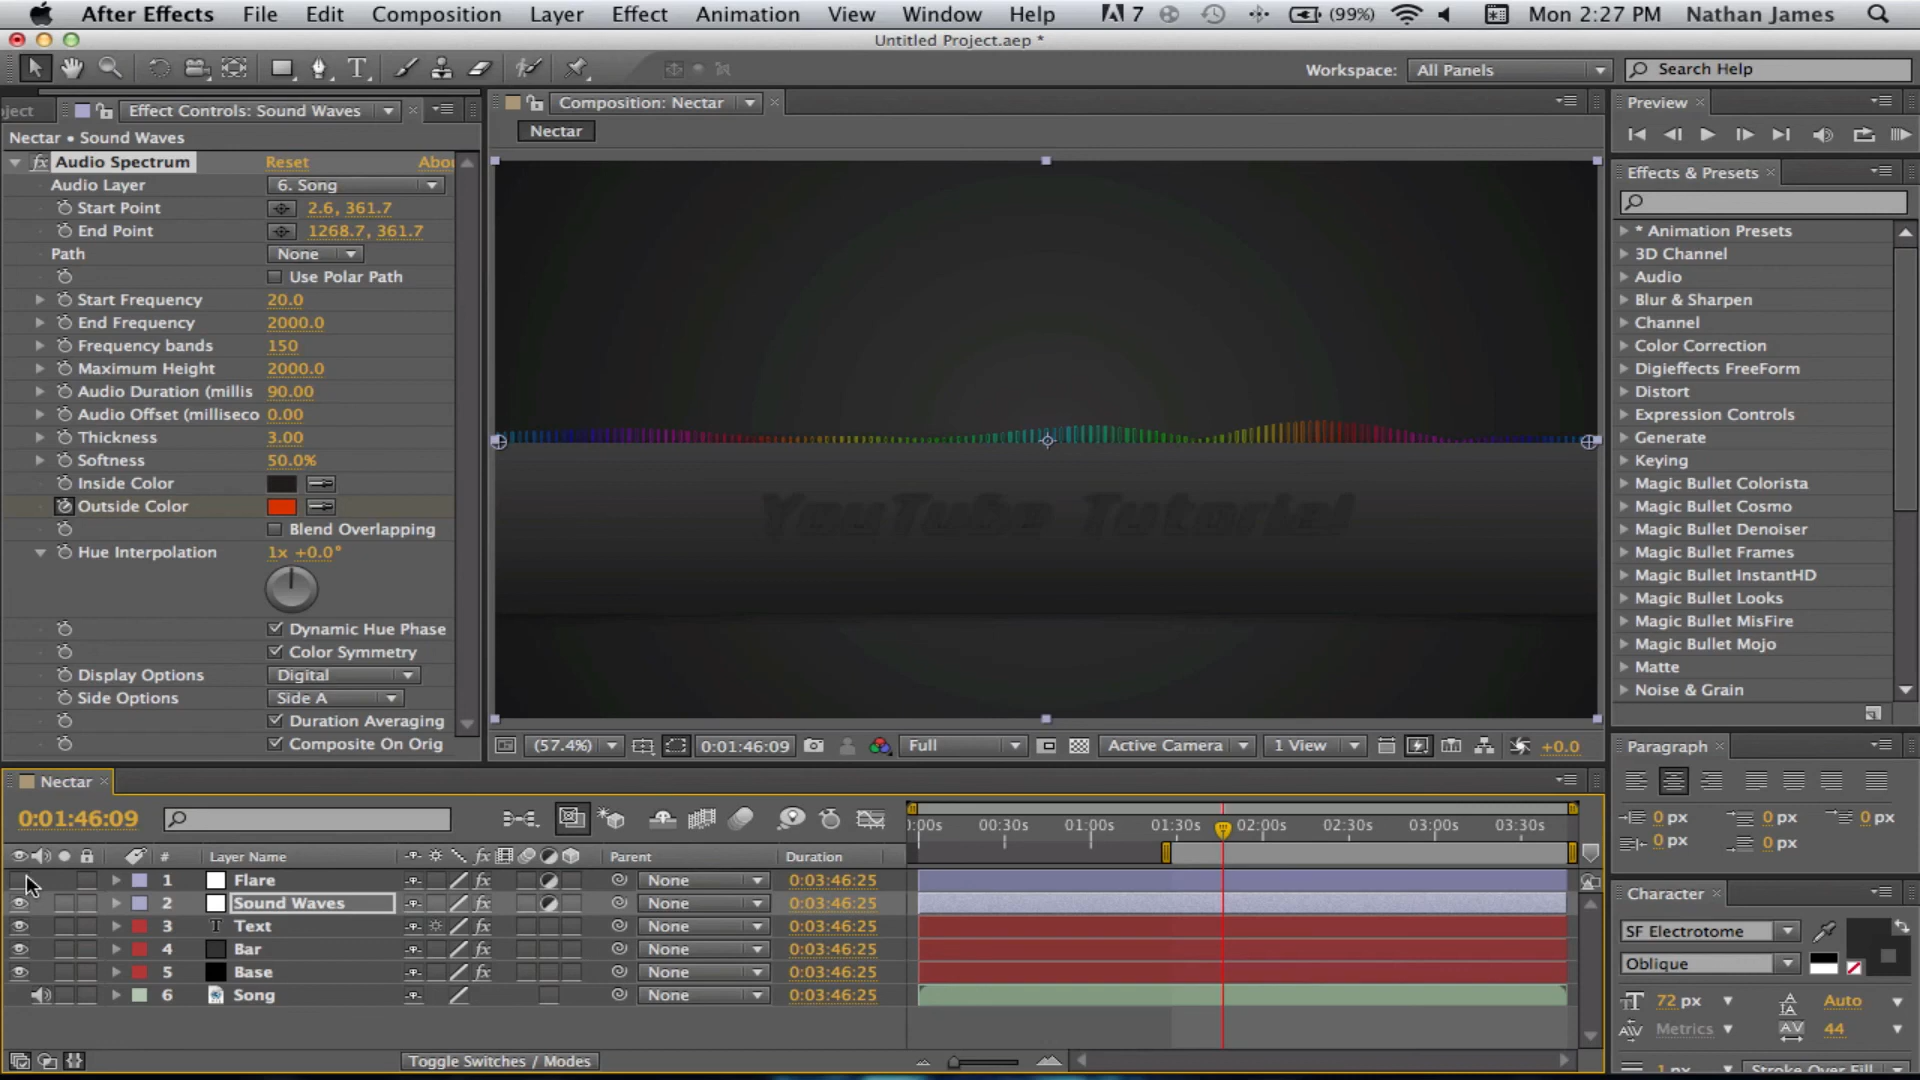 After Effects File Edit Composition Layer Effect Animation View Window Help 7 (99%) Mon 2:27 PM Nathan James
Untitled Project.aep *
Workspace: All Panels Search Help
oject Effect Controls: Sound Waves
Composition: Nectar
Preview
Nectar • Sound Waves
Nectar
fx Audio Spectrum Reset Abou
Audio Layer 6. Song
Start Point 2.6, 361.7
End Point 1268.7, 361.7
Path None
Use Polar Path
Start Frequency 20.0
End Frequency 2000.0
Frequency bands 150
Maximum Height 2000.0
Audio Duration (millis 90.00
Audio Offset (milliseco 0.00
Thickness 3.00
Softness 50.0%
Inside Color
Outside Color
Blend Overlapping
Hue Interpolation 1x +0.0°
Dynamic Hue Phase
Color Symmetry
Display Options Digital
Side Options Side A
Duration Averaging
Composite On Orig
YouTube Tutorial
(57.4%) 0:01:46:09 Full Active Camera 1 View +0.0
Effects & Presets
* Animation Presets
3D Channel
Audio
Blur & Sharpen
Channel
Color Correction
Digieffects FreeForm
Distort
Expression Controls
Generate
Keying
Magic Bullet Colorista
Magic Bullet Cosmo
Magic Bullet Denoiser
Magic Bullet Frames
Magic Bullet InstantHD
Magic Bullet Looks
Magic Bullet MisFire
Magic Bullet Mojo
Matte
Noise & Grain
Paragraph
0 px 0 px 0 px
0 px 0 px
Character
SF Electrotome
Oblique
72 px Auto
Metrics 44
1 px Stroke Over Fill
Nectar
0:01:46:09
):00s 00:30s 01:00s 01:30s 02:00s 02:30s 03:00s 03:30s
# Layer Name fx Parent Duration
1 Flare fx None 0:03:46:25
2 Sound Waves fx None 0:03:46:25
3 T Text fx None 0:03:46:25
4 Bar fx None 0:03:46:25
5 Base fx None 0:03:46:25
6 Song None 0:03:46:25
Toggle Switches / Modes